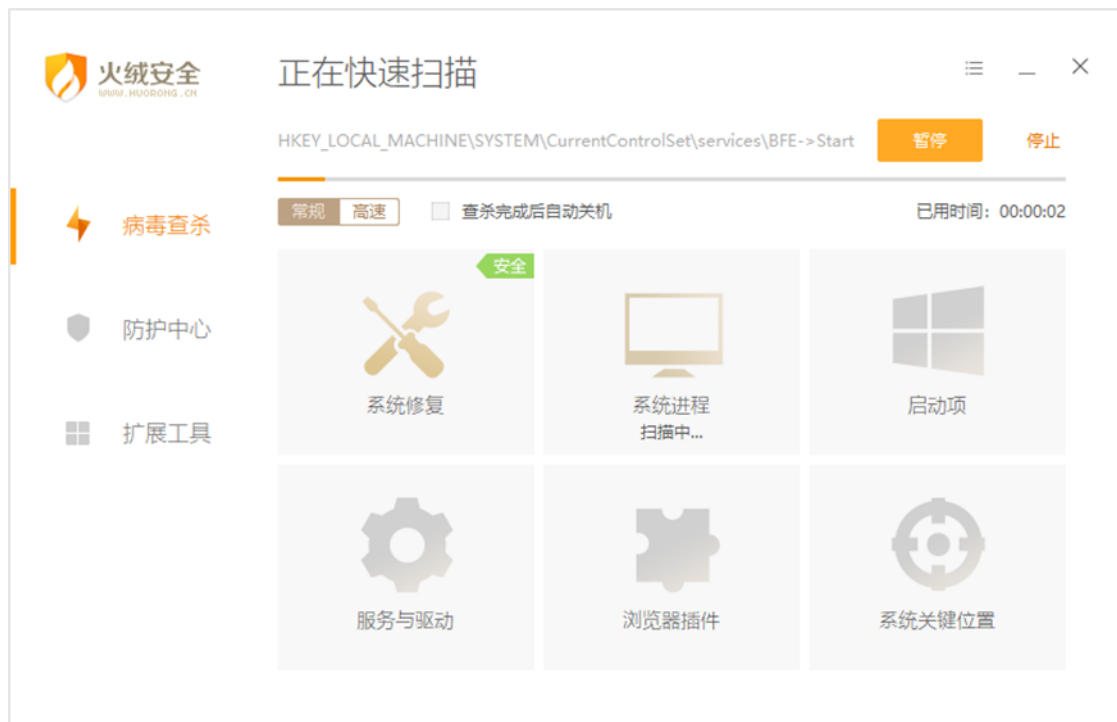 火绒安全
WWW.HUORONG.CN
正在快速扫描
HKEY_LOCAL_MACHINE\SYSTEM\CurrentControlSet\services\BFE->Start
暂停
停止
常规
高速
查杀完成后自动关机
已用时间：00:00:02
病毒查杀
防护中心
扩展工具
安全
系统修复
系统进程
扫描中...
启动项
服务与驱动
浏览器插件
系统关键位置